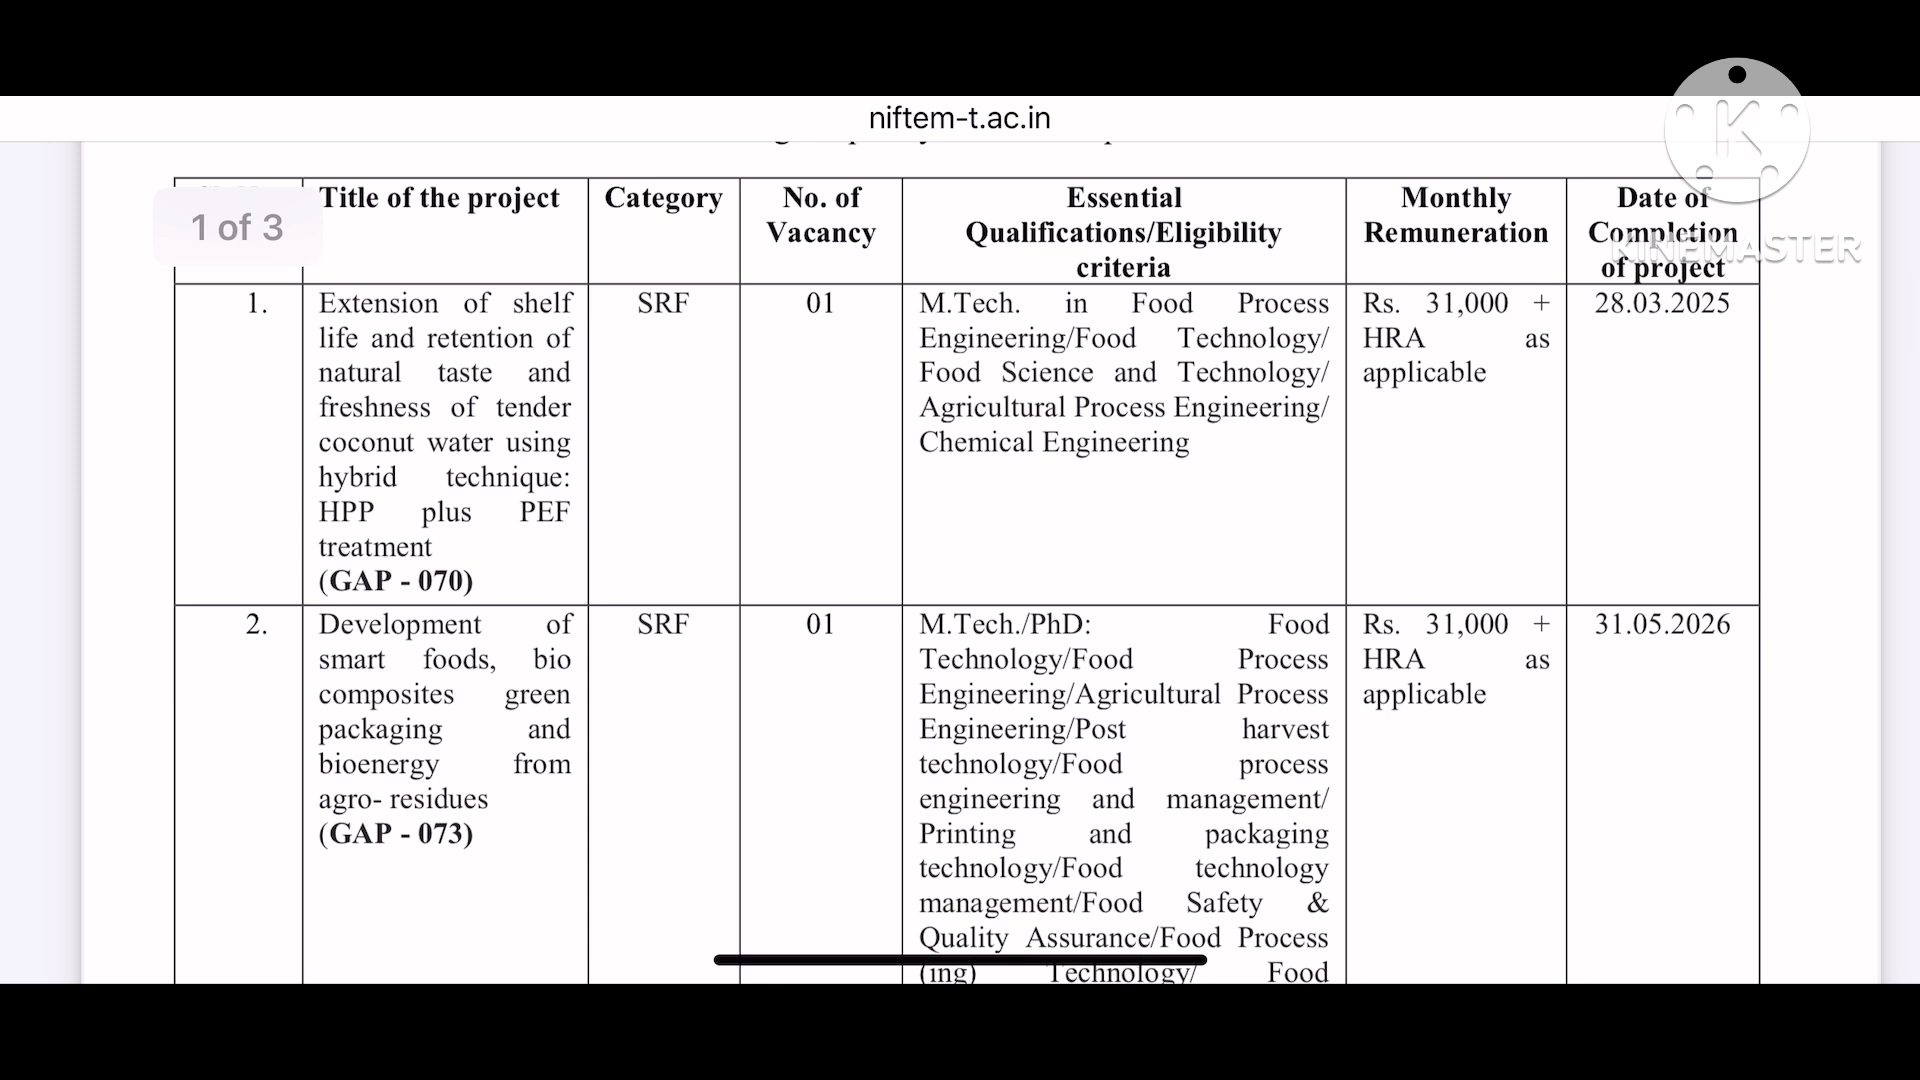 niftem-t.ac.in
KINEMASTER
1 of 3
Title of the project
Category
No. of
Vacancy
Essential
Qualifications/Eligibility
criteria
Monthly
Remuneration
Date of
Completion
of project
1.
Extension of shelf
life and retention of
natural taste and
freshness of tender
coconut water using
hybrid technique:
HPP plus PEF
treatment
(GAP - 070)
SRF
01
M.Tech. in Food Process
Engineering/Food Technology/
Food Science and Technology/
Agricultural Process Engineering/
Chemical Engineering
Rs. 31,000 +
HRA as
applicable
28.03.2025
2.
Development of
smart foods, bio
composites green
packaging and
bioenergy from
agro- residues
(GAP - 073)
SRF
01
M.Tech./PhD: Food
Technology/Food Process
Engineering/Agricultural Process
Engineering/Post harvest
technology/Food process
engineering and management/
Printing and packaging
technology/Food technology
management/Food Safety &
Quality Assurance/Food Process
(ing) Technology/ Food
Rs. 31,000 +
HRA as
applicable
31.05.2026